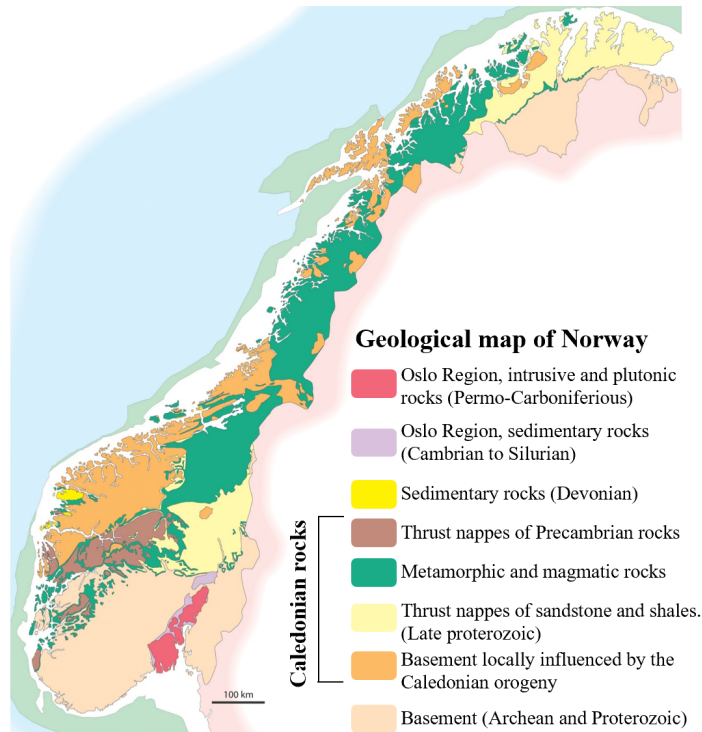 Geological map of Norway
Oslo Region, intrusive and plutonic
rocks (Permo-Carboniferious)
Oslo Region, sedimentary rocks
(Cambrian to Silurian)
Sedimentary rocks (Devonian)
Caledonian rocks
Thrust nappes of Precambrian rocks
Metamorphic and magmatic rocks
Thrust nappes of sandstone and shales.
(Late proterozoic)
Basement locally influenced by the
Caledonian orogeny
Basement (Archean and Proterozoic)
100 km